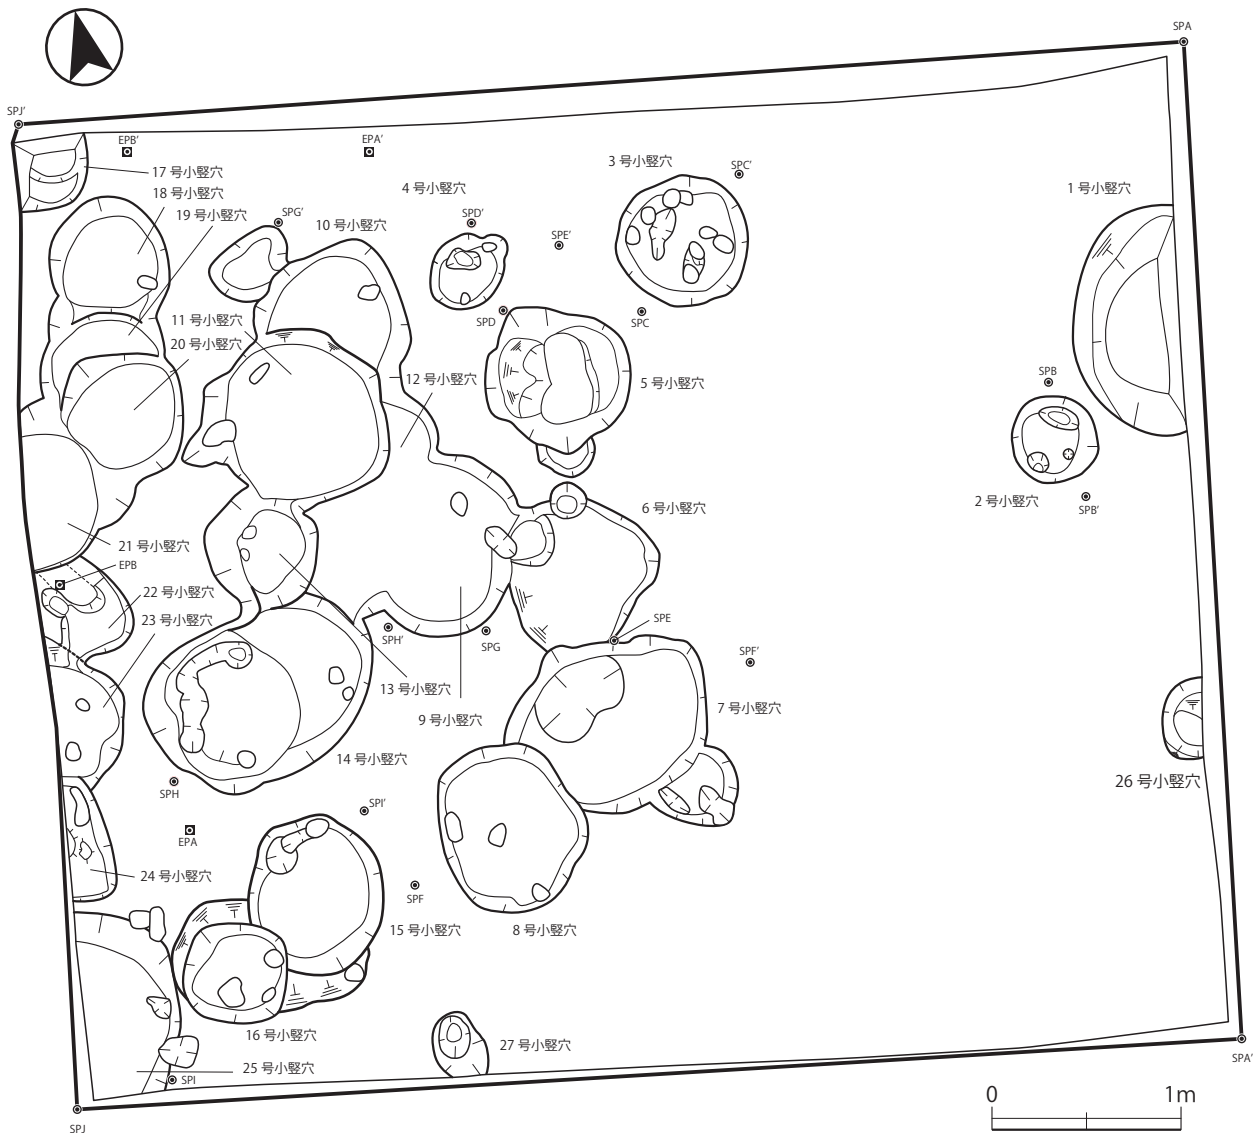 SPA
SPJ'
EPB'
EPA'
17 号小竪穴
18 号小竪穴
19 号小竪穴
SPG'
10 号小竪穴
4 号小竪穴
SPD'
SPE'
3 号小竪穴
SPC'
1 号小竪穴
11 号小竪穴
20 号小竪穴
SPD
SPC
12 号小竪穴
5 号小竪穴
SPB
2 号小竪穴
SPB'
6 号小竪穴
21 号小竪穴
EPB
22 号小竪穴
23 号小竪穴
SPH'
SPG
SPE
SPF'
13 号小竪穴
9 号小竪穴
7 号小竪穴
14 号小竪穴
26 号小竪穴
SPH
SPI'
EPA
24 号小竪穴
SPF
15 号小竪穴
8 号小竪穴
16 号小竪穴
27 号小竪穴
25 号小竪穴
SPI
SPA'
0 1m
SPJ